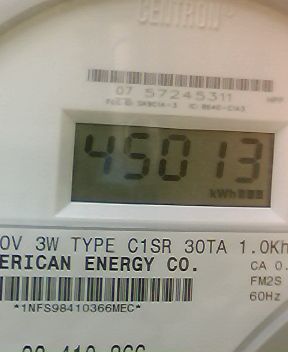 CENTRON®
07 57245311
45013
kWh
0V 3W TYPE C1SR 30TA 1.0Kh
ERICAN ENERGY CO.
CA 0.
FM2S
60Hz
*1NFS98410366MEC*